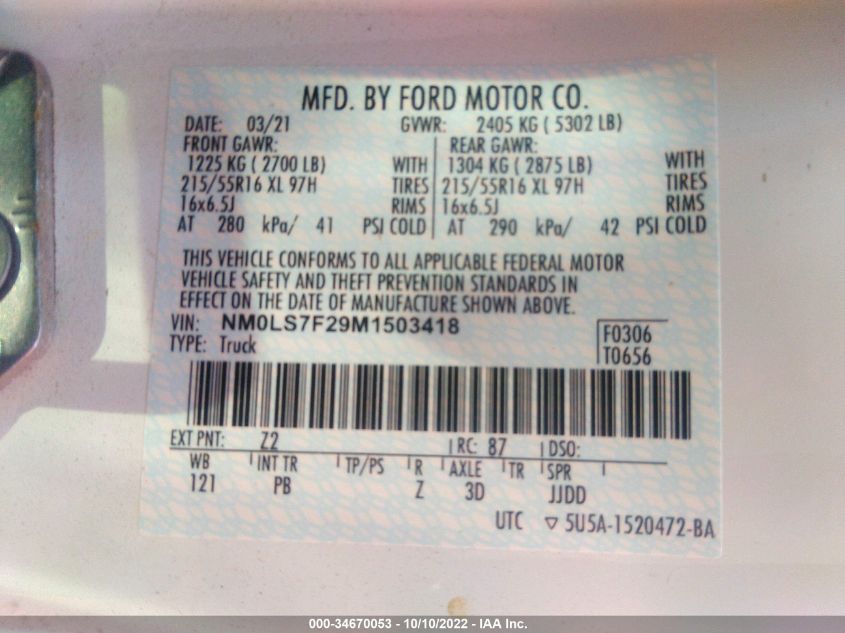 MFD. BY FORD MOTOR CO.
DATE: 03/21 GVWR: 2405 KG ( 5302 LB)
FRONT GAWR: REAR GAWR:
1225 KG ( 2700 LB) WITH 1304 KG ( 2875 LB) WITH
215/55R16 XL 97H TIRES 215/55R16 XL 97H TIRES
16x6.5J RIMS 16x6.5J RIMS
AT 280 kPa/ 41 PSI COLD AT 290 kPa/ 42 PSI COLD
THIS VEHICLE CONFORMS TO ALL APPLICABLE FEDERAL MOTOR
VEHICLE SAFETY AND THEFT PREVENTION STANDARDS IN
EFFECT ON THE DATE OF MANUFACTURE SHOWN ABOVE.
VIN: NM0LS7F29M1503418 F0306
TYPE: Truck T0656
EXT PNT: Z2 RC: 87 DSO:
WB INT TR TP/PS R AXLE TR SPR
121 PB Z 3D JJDD
UTC ▽ 5U5A-1520472-BA
000-34670053 - 10/10/2022 - IAA Inc.